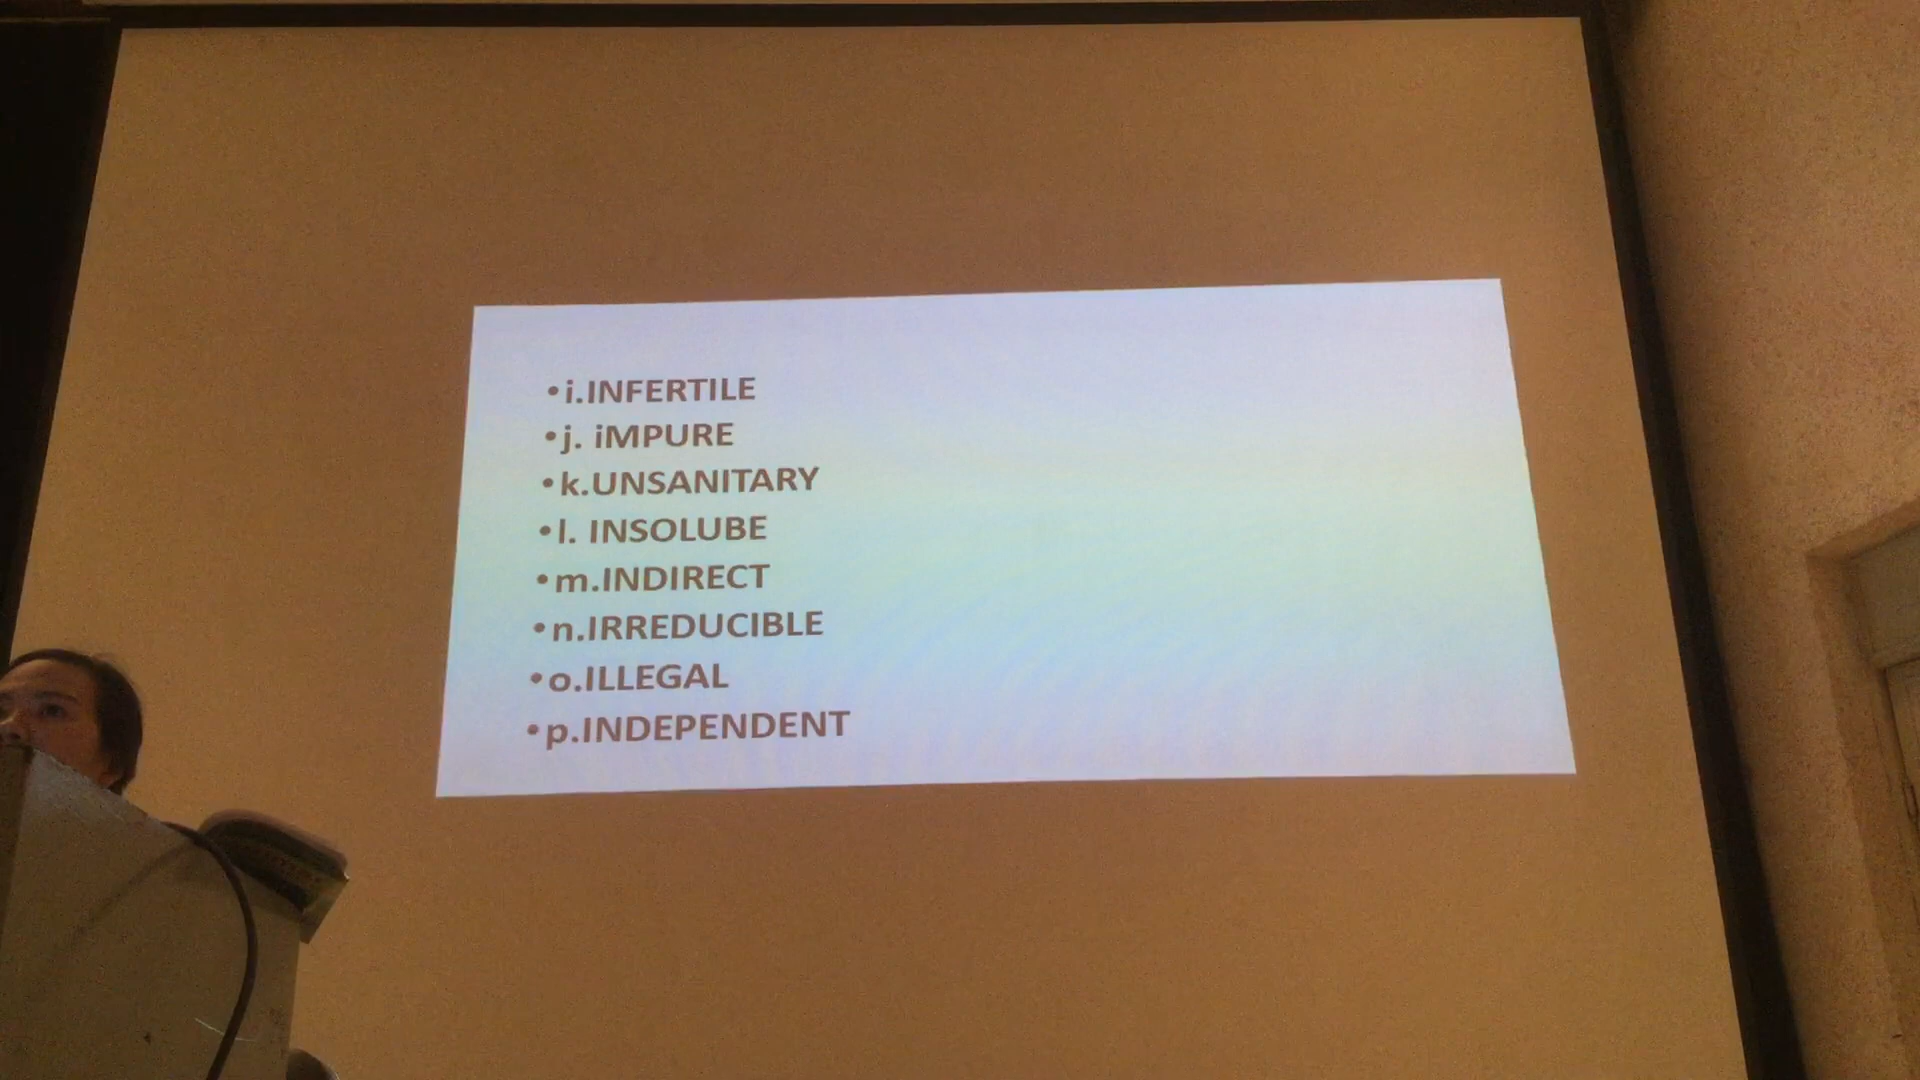 •i.INFERTILE
•j. iMPURE
•k.UNSANITARY
•l. INSOLUBE
•m.INDIRECT
•n.IRREDUCIBLE
•o.ILLEGAL
•p.INDEPENDENT